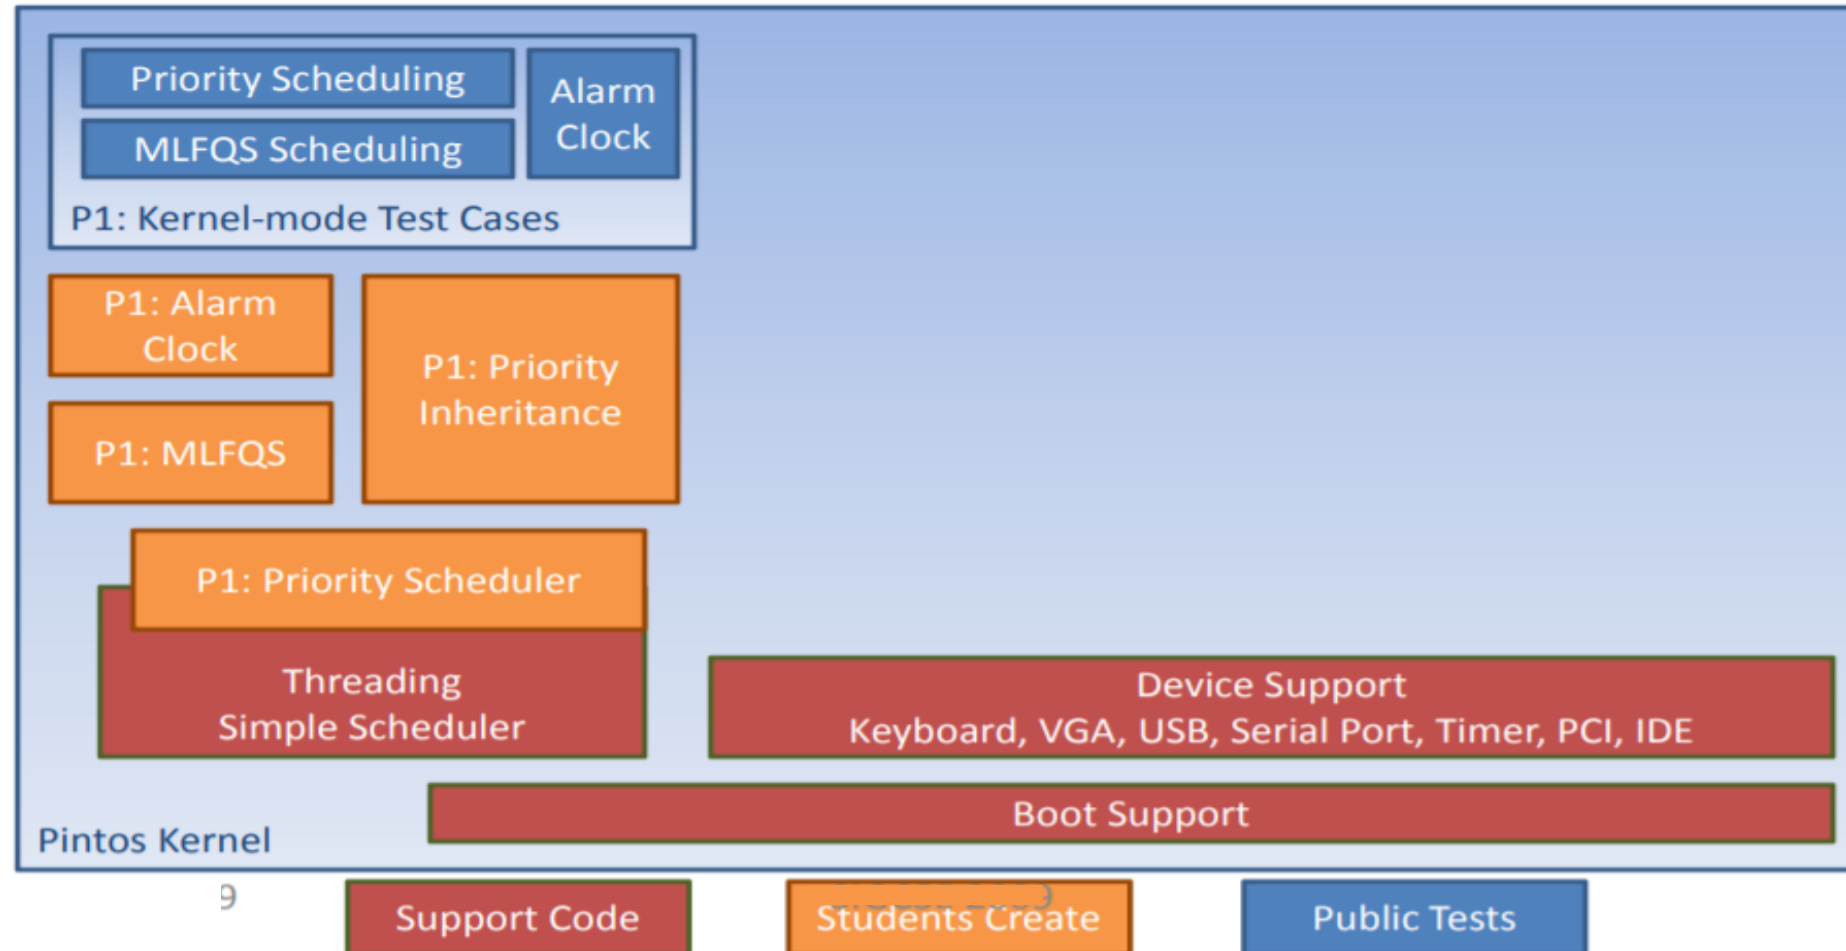 Priority Scheduling
MLFQS Scheduling
Alarm
Clock
P1: Kernel-mode Test Cases
P1: Alarm
Clock
P1: MLFQS
P1: Priority
Inheritance
P1: Priority Scheduler
Threading
Simple Scheduler
Device Support
Keyboard, VGA, USB, Serial Port, Timer, PCI, IDE
Boot Support
Pintos Kernel
9
Support Code
Students Create
Public Tests